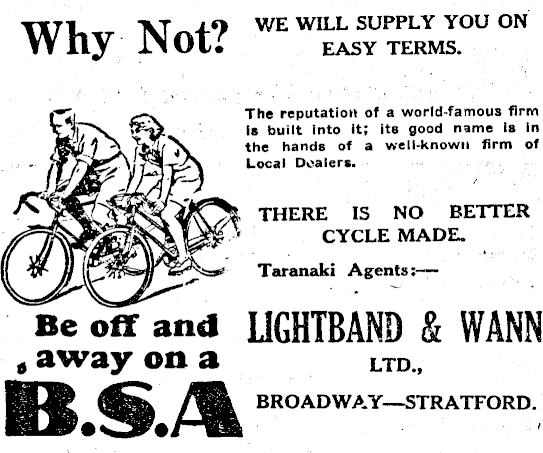 Why Not?
WE WILL SUPPLY YOU ON
EASY TERMS.
The reputation of a world-famous firm
is built into it; its good name is in
the hands of a well-known firm of
Local Dealers.
THERE IS NO BETTER
CYCLE MADE.
Taranaki Agents:—
Be off and
away on a
B.S.A
LIGHTBAND & WANN
LTD.,
BROADWAY—STRATFORD.